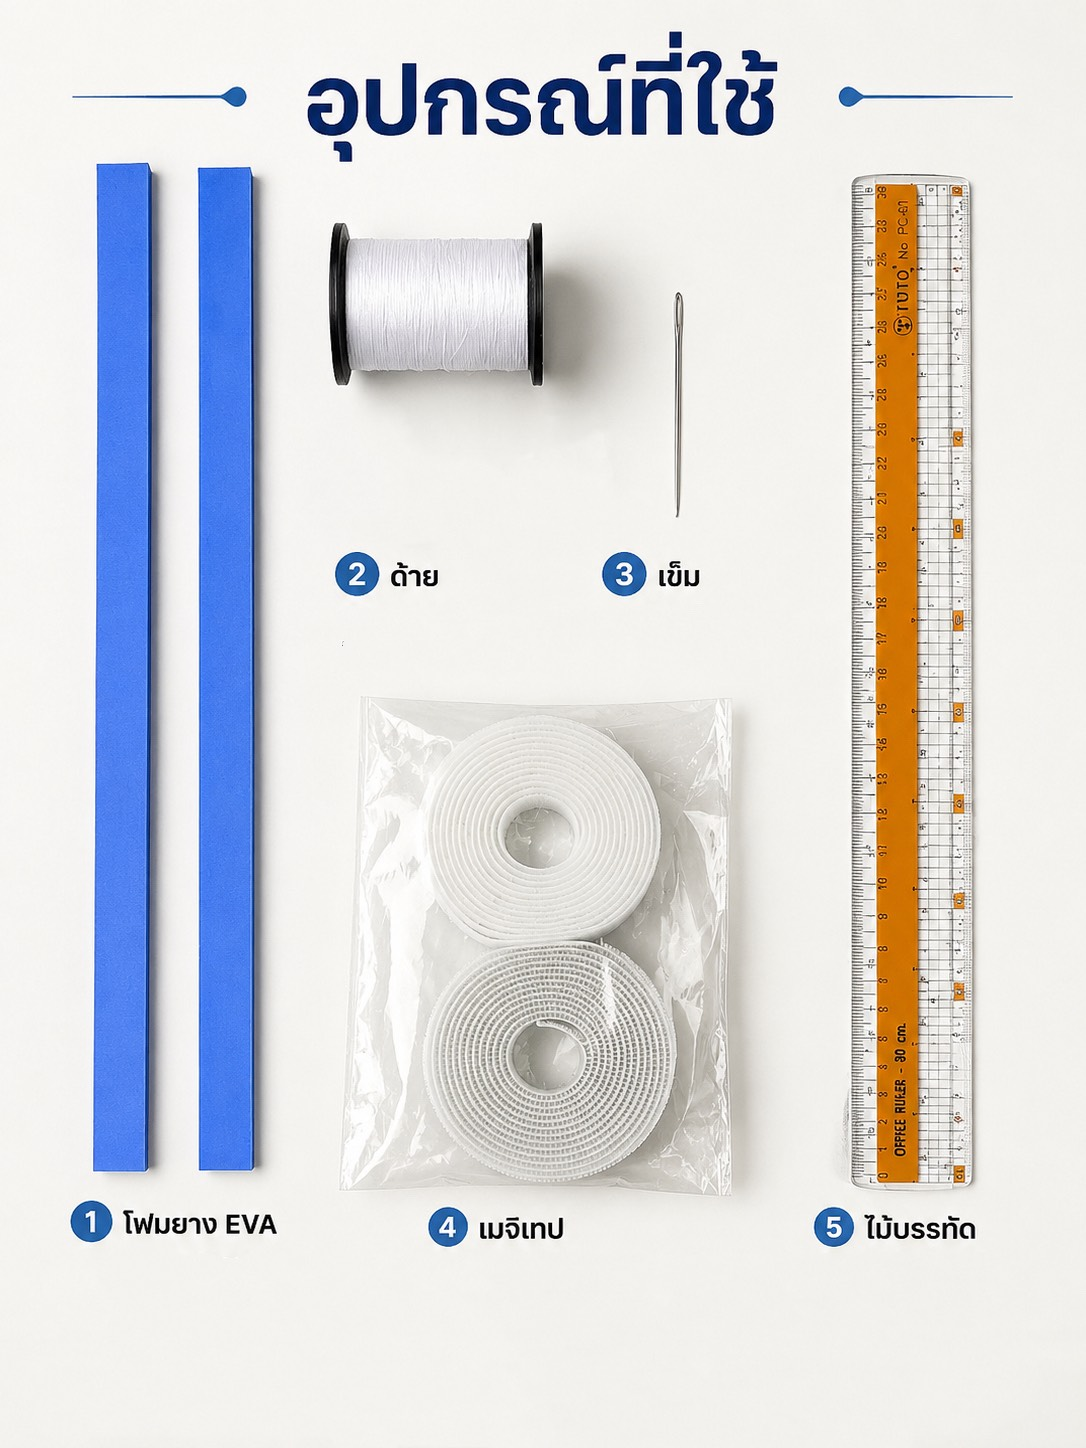 อุปกรณ์ที่ใช้
2 ด้าย
3 เข็ม
No PC-01
OFFICE RULER - 30 cm.
1 โฟมยาง EVA
4 เมจิเทป
5 ไม้บรรทัด